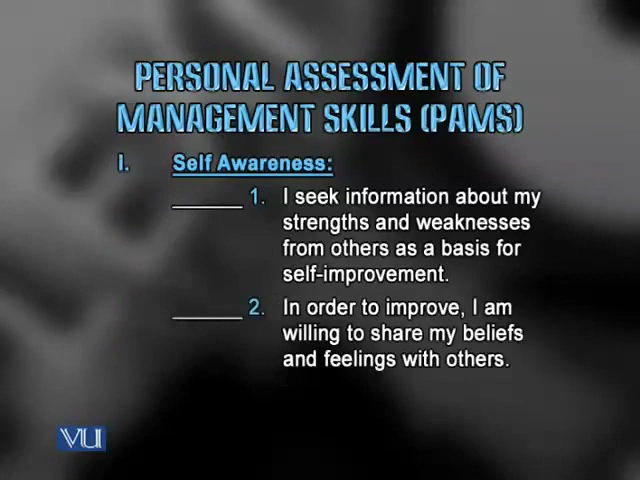 PERSONAL ASSESSMENT OF
MANAGEMENT SKILLS (PAMS)
I. Self Awareness:
______ 1. I seek information about my
strengths and weaknesses
from others as a basis for
self-improvement.
______ 2. In order to improve, I am
willing to share my beliefs
and feelings with others.
VU